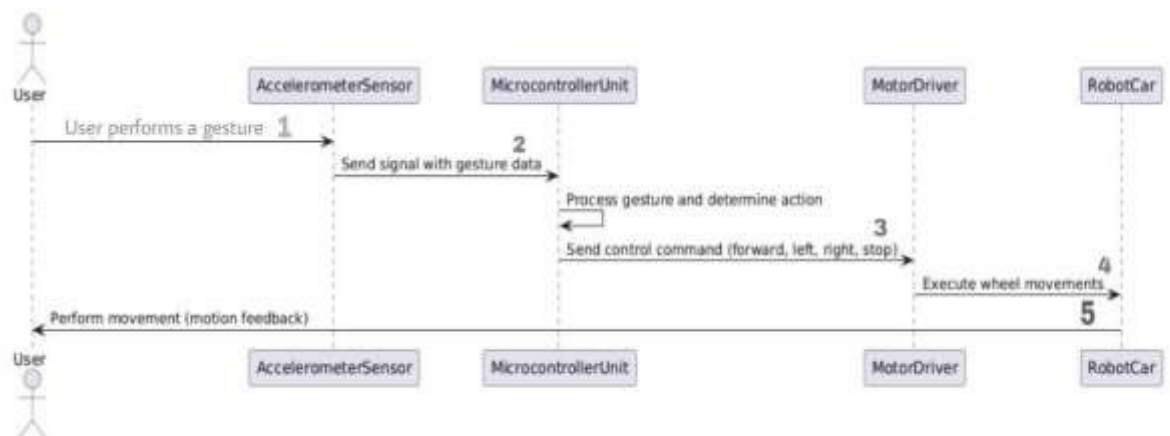 User
AccelerometerSensor
MicrocontrollerUnit
MotorDriver
RobotCar
User performs a gesture 1
2
Send signal with gesture data
Process gesture and determine action
3
Send control command (forward, left, right, stop)
4
Execute wheel movements
Perform movement (motion feedback)
5
User
AccelerometerSensor
MicrocontrollerUnit
MotorDriver
RobotCar